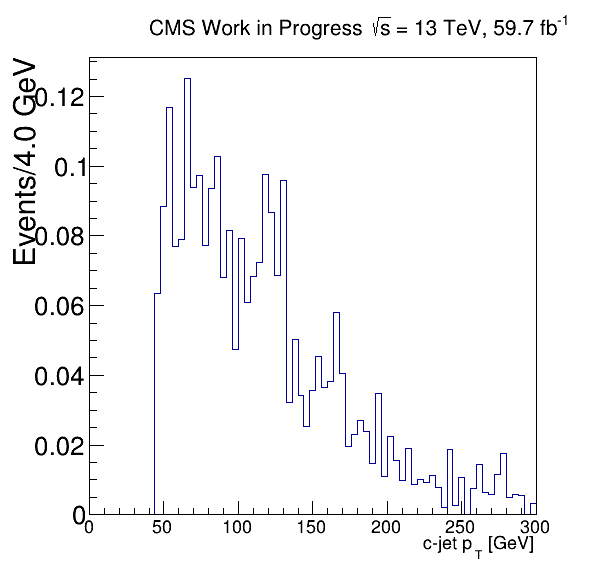 CMS Work in Progress √s = 13 TeV, 59.7 fb-1
Events/4.0 GeV
0.12
0.1
0.08
0.06
0.04
0.02
0
0 50 100 150 200 250 300
c-jet pT [GeV]